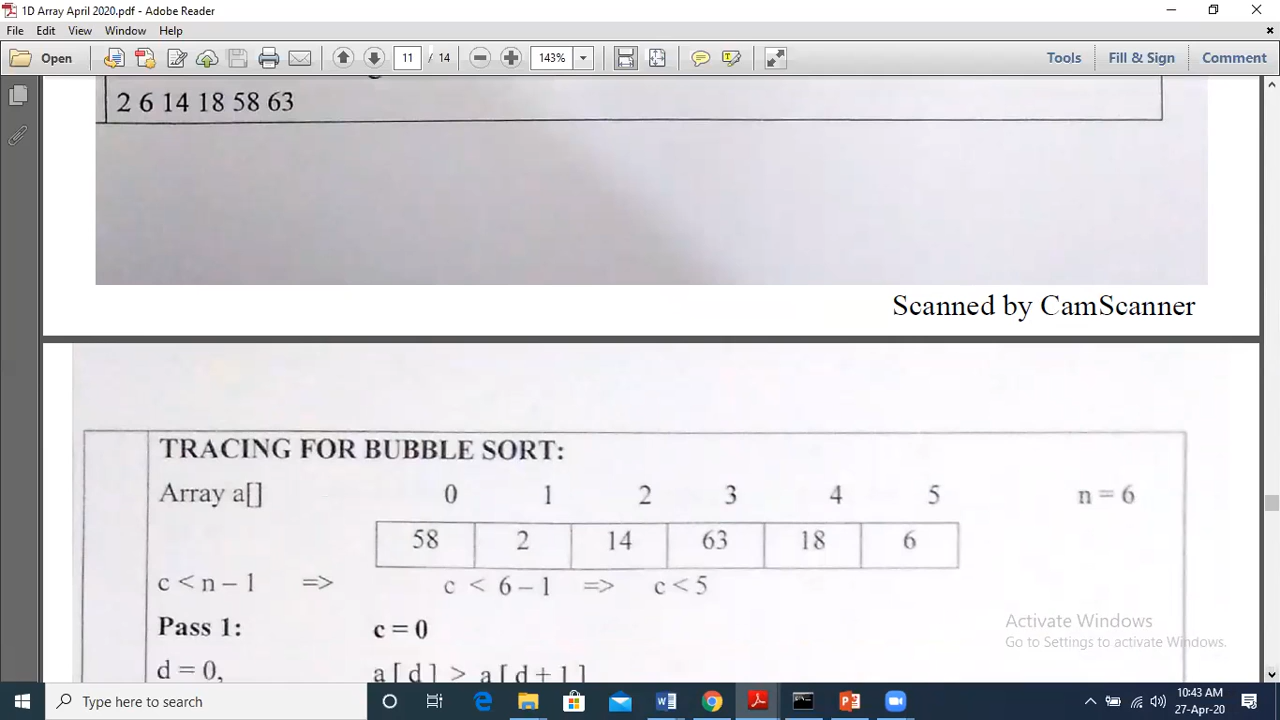 1D Array April 2020.pdf - Adobe Reader
File Edit View Window Help
Open 11 / 14 143% Tools Fill & Sign Comment
2 6 14 18 58 63
Scanned by CamScanner
TRACING FOR BUBBLE SORT:
Array a[] 0 1 2 3 4 5 n = 6
58 2 14 63 18 6
c < n – 1 => c < 6 – 1 => c < 5
Pass 1: c = 0
d = 0, a [ d ] > a [ d + 1 ]
Activate Windows
Go to Settings to activate Windows.
Type here to search
10:43 AM
27-Apr-20